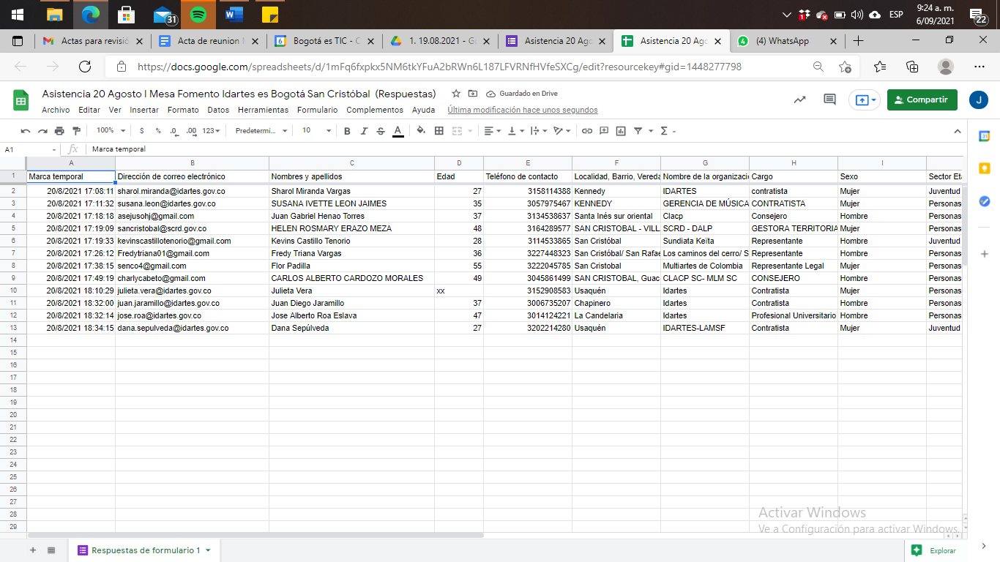 31
ESP
9:24 a. m.
6/09/2021
22
Actas para revisió
Acta de reunion M
Bogotá es TIC - C
1. 19.08.2021 - Go
Asistencia 20 Ago
Asistencia 20 Ago
(4) WhatsApp
https://docs.google.com/spreadsheets/d/1mFq6fxpkx5NM6tkYFuA2bRWn6L187LFVRNfHVfeSXCg/edit?resourcekey#gid=1448277798
Asistencia 20 Agosto I Mesa Fomento Idartes es Bogotá San Cristóbal (Respuestas) Guardado en Drive
Archivo Editar Ver Insertar Formato Datos Herramientas Formulario Complementos Ayuda Última modificación hace unos segundos
Compartir
J
100% $ % .0 .00 123 Predetermi... 10 B I S A
A1 fx Marca temporal
A B C D E F G H I
1 Marca temporal Dirección de correo electrónico Nombres y apellidos Edad Teléfono de contacto Localidad, Barrio, Vereda Nombre de la organizació Cargo Sexo Sector Eta
2 20/8/2021 17:08:11 sharol.miranda@idartes.gov.co Sharol Miranda Vargas 27 3158114388 Kennedy IDARTES contratista Mujer Juventud
3 20/8/2021 17:11:32 susana.leon@idartes.gov.co SUSANA IVETTE LEON JAIMES 35 3057975467 KENNEDY GERENCIA DE MÚSICA CONTRATISTA Mujer Personas
4 20/8/2021 17:18:18 asejusohj@gmail.com Juan Gabriel Henao Torres 37 3134538637 Santa Inés sur oriental Clacp Consejero Hombre Personas
5 20/8/2021 17:19:09 sancristobal@scrd.gov.co HELEN ROSMARY ERAZO MEZA 48 3164289577 SAN CRISTOBAL - VILL SCRD - DALP GESTORA TERRITORIA Mujer Personas
6 20/8/2021 17:19:33 kevinscastillotenorio@gmail.com Kevins Castillo Tenorio 28 3114533865 San Cristóbal Sundiata Keïta Representante Hombre Juventud
7 20/8/2021 17:26:12 Fredytriana01@gmail.com Fredy Triana Vargas 36 3227448323 San Cristóbal/ San Rafae Los caminos del cerro/ S Representante Hombre Personas
8 20/8/2021 17:38:15 senco4@gmail.com Flor Padilla 55 3222045785 San Cristobal Multiartes de Colombia Representante Legal Mujer Personas
9 20/8/2021 17:49:19 charlycabeto@gmail.com CARLOS ALBERTO CARDOZO MORALES 49 3045861499 SAN CRISTOBAL, Guac CLACP SC- MLM SC CONSEJERO Hombre Personas
10 20/8/2021 18:10:29 julieta.vera@idartes.gov.co Julieta Vera xx 3152908583 Usaquén Idartes Contratista Mujer Personas
11 20/8/2021 18:32:00 juan.jaramillo@idartes.gov.co Juan Diego Jaramillo 37 3006735207 Chapinero Idartes Contratista Hombre Personas
12 20/8/2021 18:32:14 jose.roa@idartes.gov.co Jose Alberto Roa Eslava 47 3014124221 La Candelaria Idartes Profesional Universitario Hombre Personas
13 20/8/2021 18:34:15 dana.sepulveda@idartes.gov.co Dana Sepúlveda 27 3202214280 Usaquén IDARTES-LAMSF Contratista Mujer Juventud
14
15
16
17
18
19
20
21
22
23
24
25
26
27
28
29
Activar Windows
Ve a Configuración para activar Windows.
Respuestas de formulario 1
Explorar